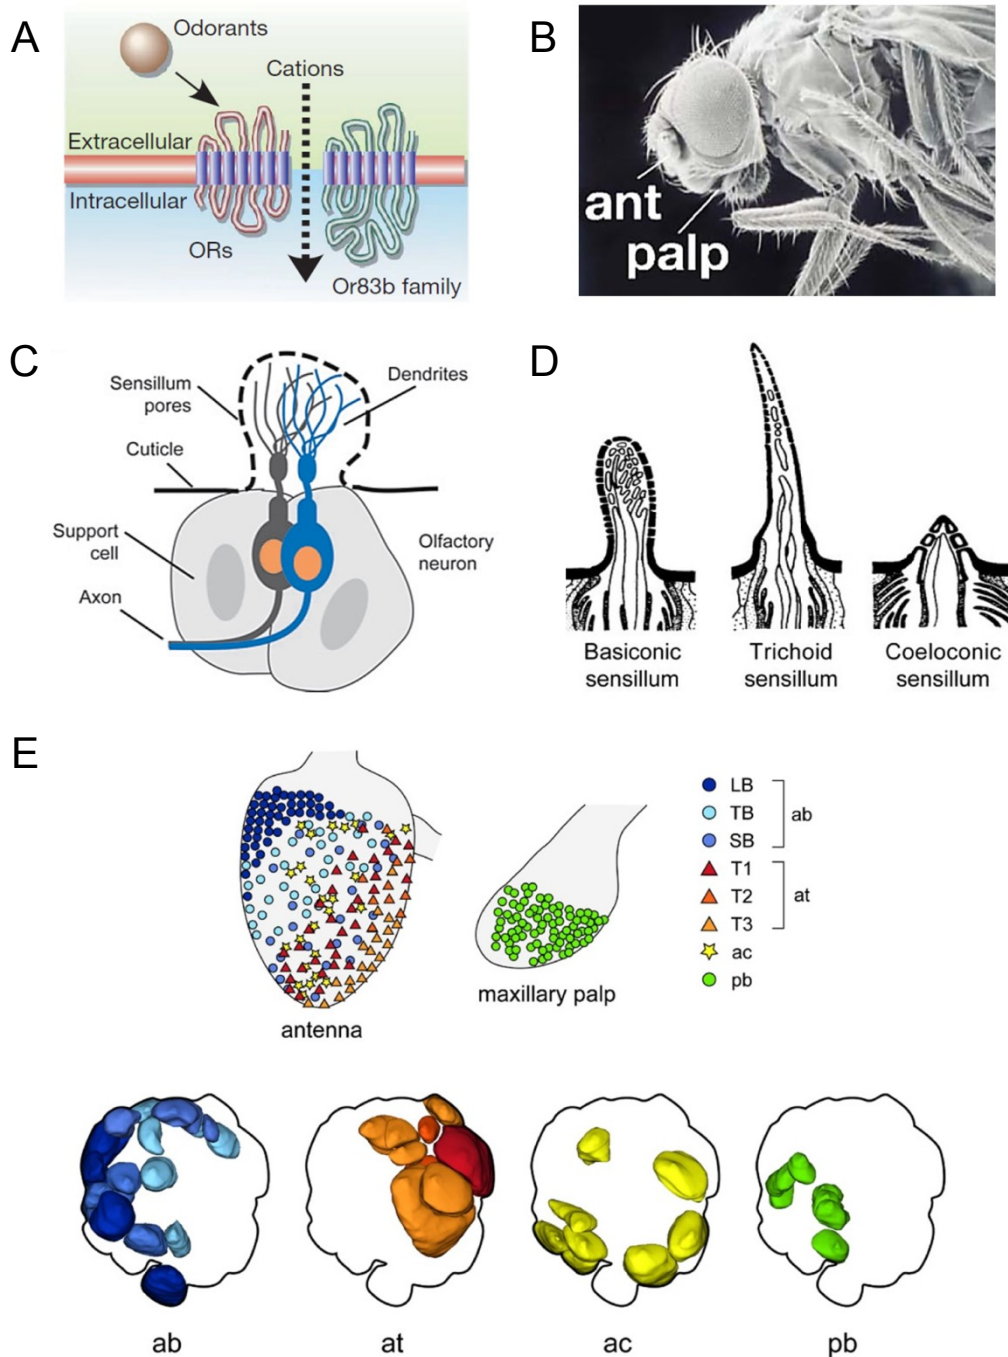 A
Odorants
Cations
Extracellular
Intracellular
ORs
Or83b family
B
ant
palp
C
Sensillum
pores
Dendrites
Cuticle
Support
cell
Olfactory
neuron
Axon
D
Basiconic
sensillum
Trichoid
sensillum
Coeloconic
sensillum
E
LB
TB
SB
ab
T1
T2
T3
at
ac
pb
antenna
maxillary palp
ab
at
ac
pb